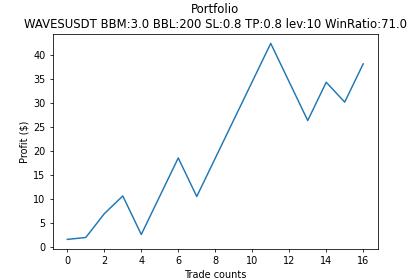 Portfolio
WAVESUSDT BBM:3.0 BBL:200 SL:0.8 TP:0.8 lev:10 WinRatio:71.0
Profit ($)
40
35
30
25
20
15
10
5
0
0 2 4 6 8 10 12 14 16
Trade counts